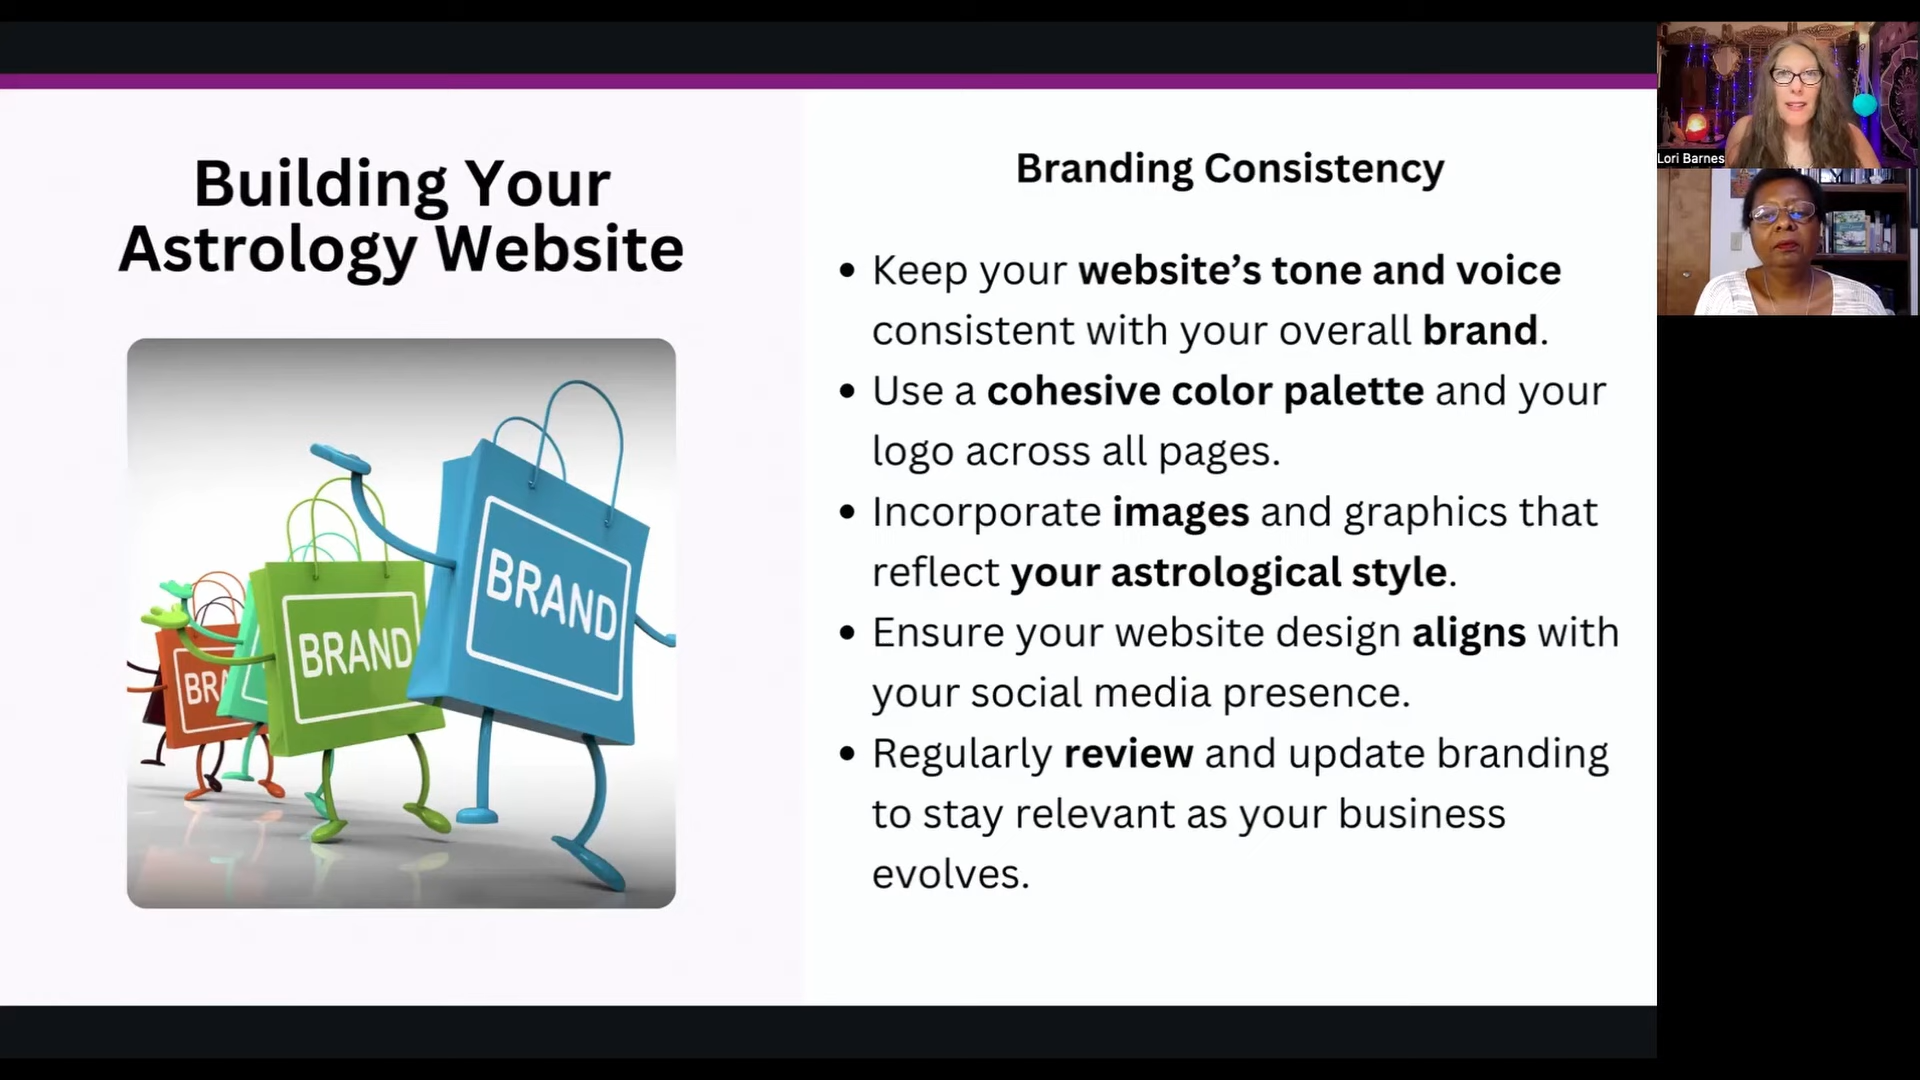 Building Your
Astrology Website
BRAND
BRAND
BRA
Branding Consistency
• Keep your website’s tone and voice
consistent with your overall brand.
• Use a cohesive color palette and your
logo across all pages.
• Incorporate images and graphics that
reflect your astrological style.
• Ensure your website design aligns with
your social media presence.
• Regularly review and update branding
to stay relevant as your business
evolves.
Lori Barnes